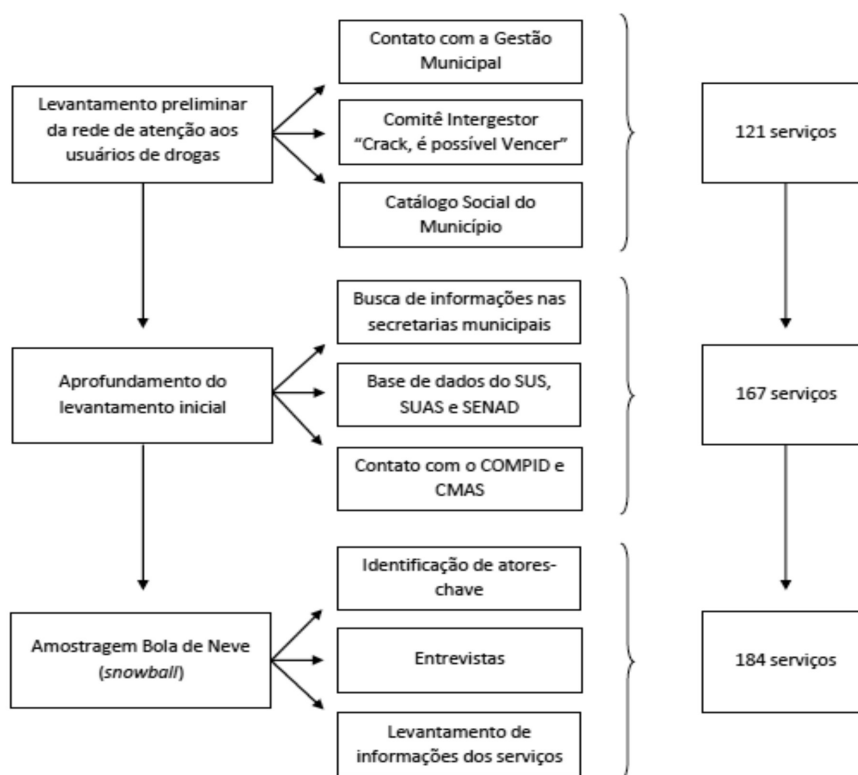 Contato com a Gestão
Municipal
Levantamento preliminar
da rede de atenção aos
usuários de drogas
Comitê Intergestor
“Crack, é possível Vencer”
121 serviços
Catálogo Social do
Município
Busca de informações nas
secretarias municipais
Aprofundamento do
levantamento inicial
Base de dados do SUS,
SUAS e SENAD
167 serviços
Contato com o COMPID e
CMAS
Identificação de atores-
chave
Amostragem Bola de Neve
(snowball)
Entrevistas
184 serviços
Levantamento de
informações dos serviços